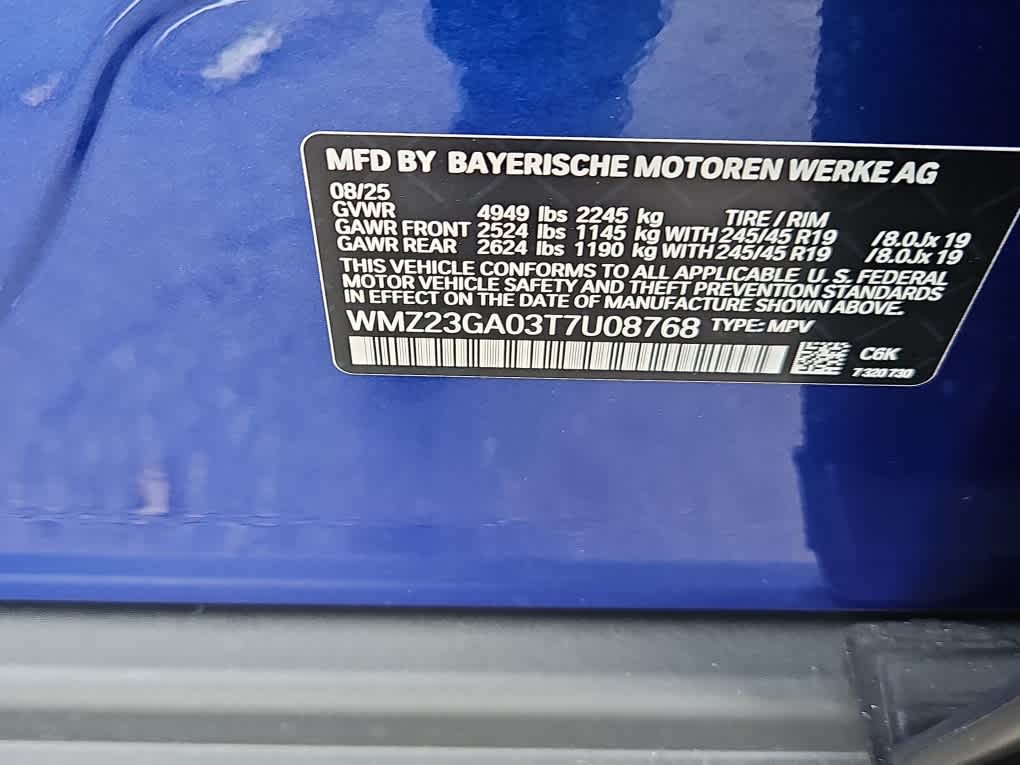 MFD BY BAYERISCHE MOTOREN WERKE AG
08/25
GVWR 4949 lbs 2245 kg TIRE / RIM
GAWR FRONT 2524 lbs 1145 kg WITH 245/45 R19 /8.0Jx 19
GAWR REAR 2624 lbs 1190 kg WITH 245/45 R19 /8.0Jx 19
THIS VEHICLE CONFORMS TO ALL APPLICABLE U.S. FEDERAL
MOTOR VEHICLE SAFETY AND THEFT PREVENTION STANDARDS
IN EFFECT ON THE DATE OF MANUFACTURE SHOWN ABOVE.
WMZ23GA03T7U08768 TYPE: MPV
C6K
7 320 730